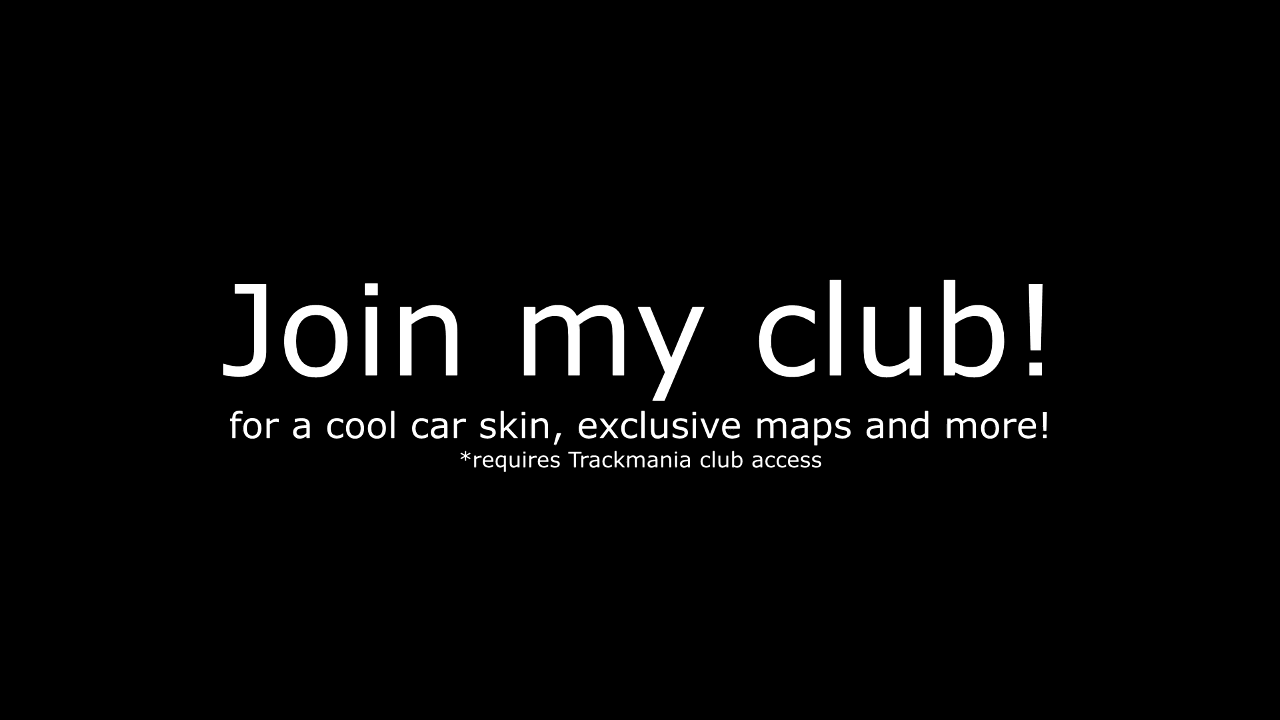 Join my club!
for a cool car skin, exclusive maps and more!
*requires Trackmania club access